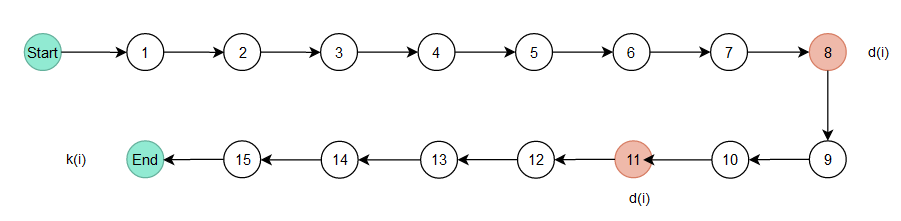 Start 1 2 3 4 5 6 7 8 d(i)
k(i) End 15 14 13 12 11 10 9
d(i)